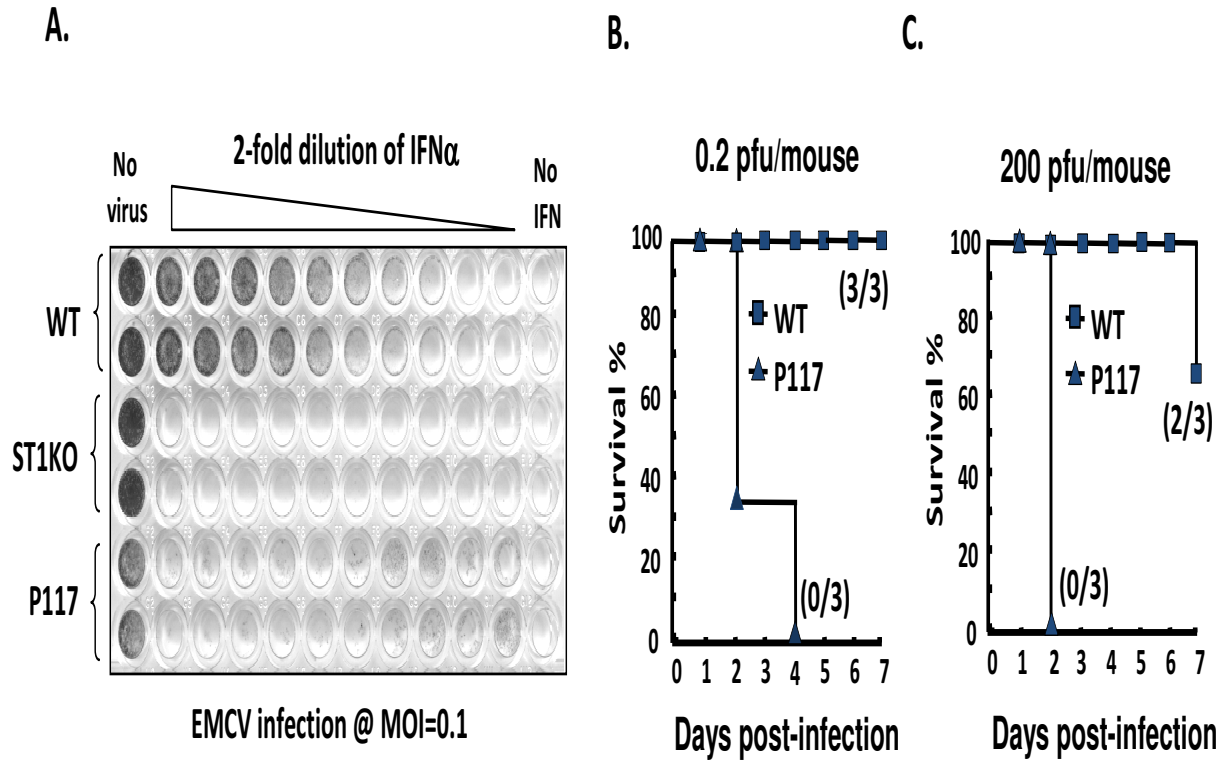 A.
2-fold dilution of IFNα
No
virus
No
IFN
WT
ST1KO
P117
EMCV infection @ MOI=0.1
B.
0.2 pfu/mouse
Survival %
100
80
60
40
20
0
(3/3)
WT
P117
(0/3)
0 1 2 3 4 5 6 7
Days post-infection
C.
200 pfu/mouse
Survival %
100
80
60
40
20
0
WT
P117
(2/3)
(0/3)
0 1 2 3 4 5 6 7
Days post-infection